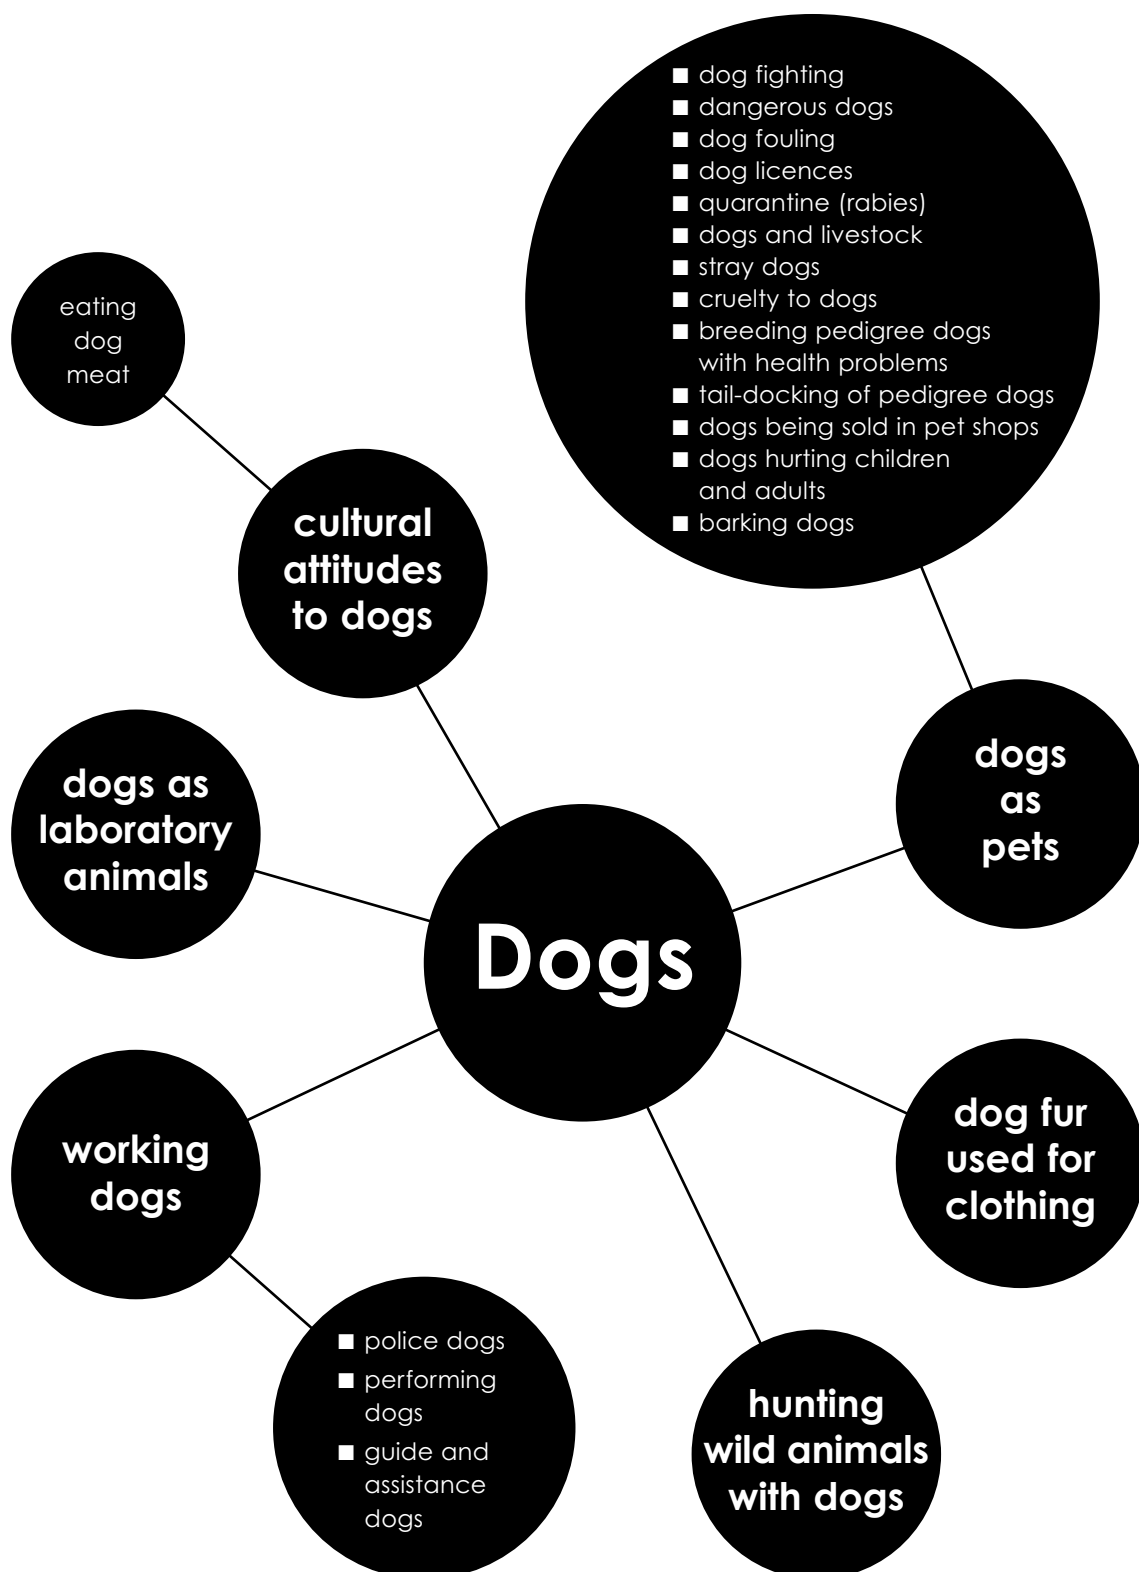 ■ dog fighting
■ dangerous dogs
■ dog fouling
■ dog licences
■ quarantine (rabies)
■ dogs and livestock
■ stray dogs
■ cruelty to dogs
■ breeding pedigree dogs
with health problems
■ tail-docking of pedigree dogs
■ dogs being sold in pet shops
■ dogs hurting children
and adults
■ barking dogs
eating
dog
meat
cultural
attitudes
to dogs
dogs as
laboratory
animals
dogs
as
pets
Dogs
working
dogs
dog fur
used for
clothing
■ police dogs
■ performing
dogs
■ guide and
assistance
dogs
hunting
wild animals
with dogs